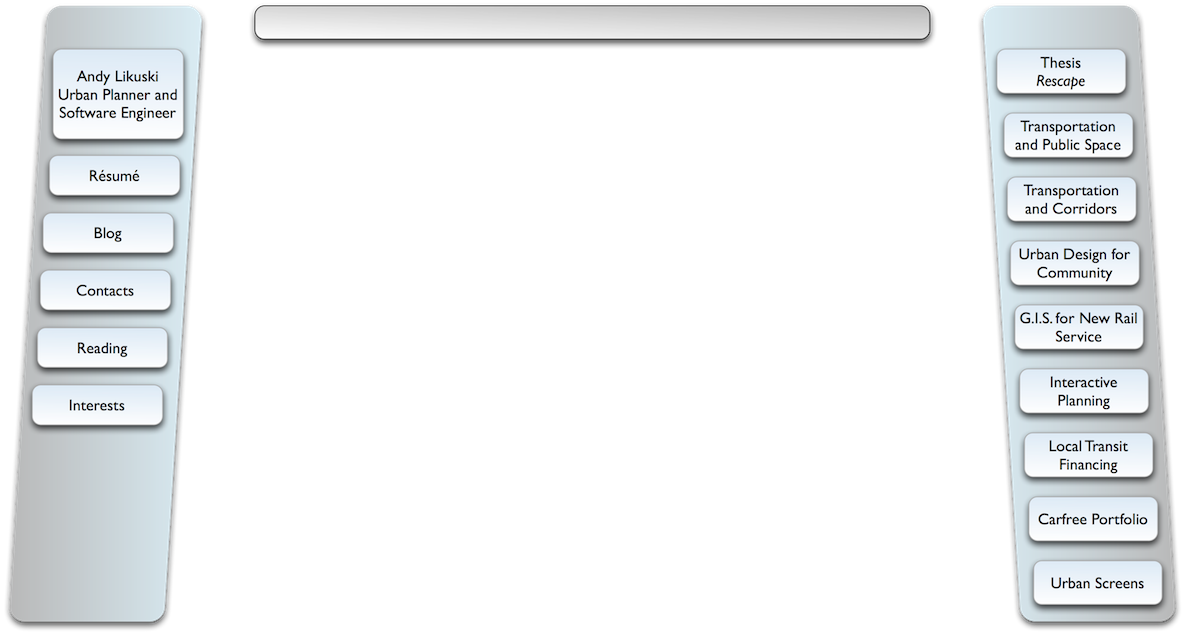 Andy Likuski
Urban Planner and
Software Engineer
Résumé
Blog
Contacts
Reading
Interests
Thesis
Rescape
Transportation
and Public Space
Transportation
and Corridors
Urban Design for
Community
G.I.S. for New Rail
Service
Interactive
Planning
Local Transit
Financing
Carfree Portfolio
Urban Screens